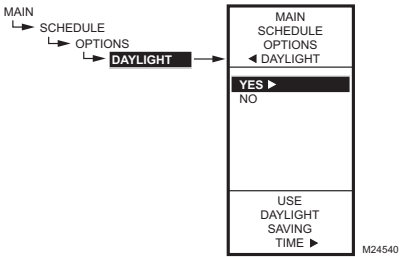 MAIN
SCHEDULE
OPTIONS
DAYLIGHT
MAIN
SCHEDULE
OPTIONS
◄ DAYLIGHT
YES ►
NO
USE
DAYLIGHT
SAVING
TIME ►
M24540